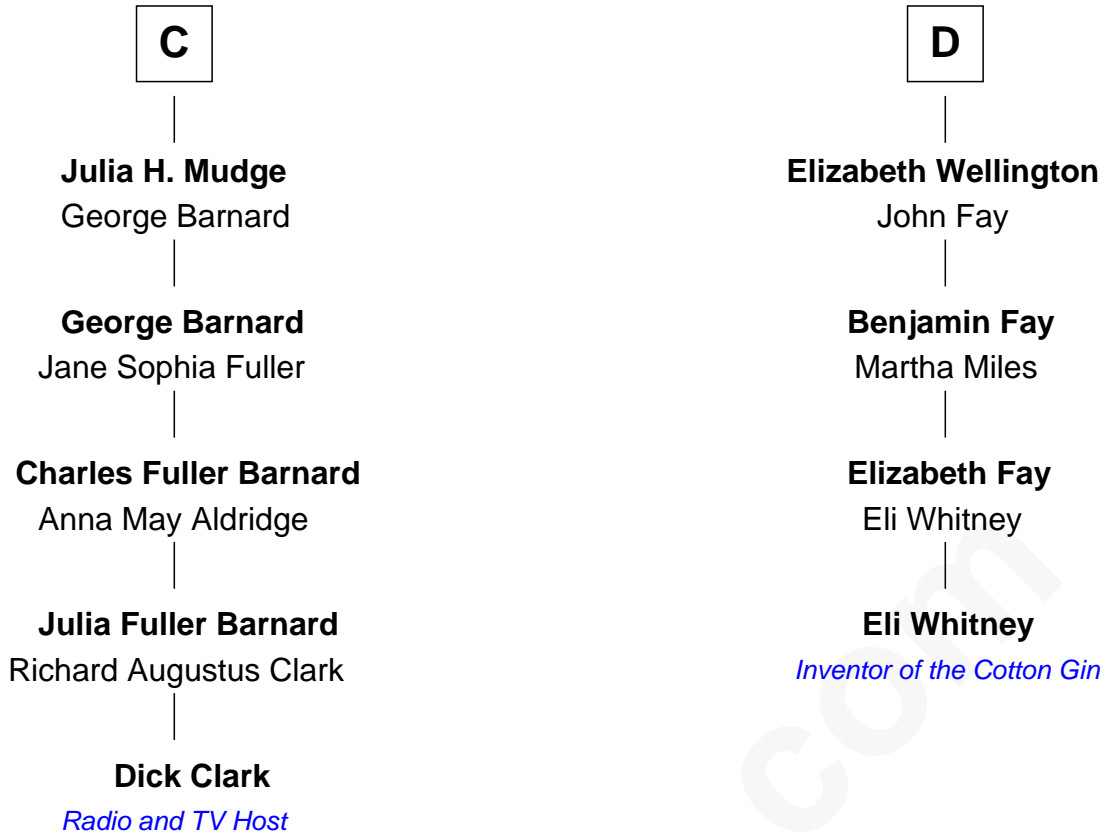 C
Julia H. Mudge
George Barnard
George Barnard
Jane Sophia Fuller
Charles Fuller Barnard
Anna May Aldridge
Julia Fuller Barnard
Richard Augustus Clark
Dick Clark
Radio and TV Host
D
Elizabeth Wellington
John Fay
Benjamin Fay
Martha Miles
Elizabeth Fay
Eli Whitney
Eli Whitney
Inventor of the Cotton Gin
com